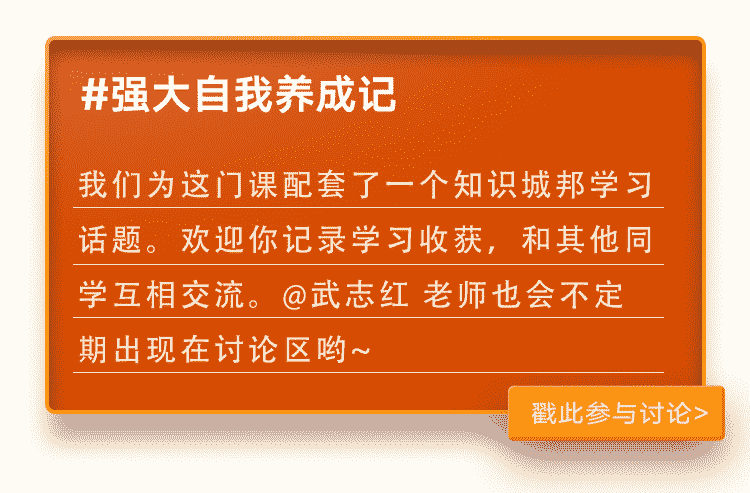 #强大自我养成记
我们为这门课配套了一个知识城邦学习
话题。欢迎你记录学习收获，和其他同
学互相交流。@武志红 老师也会不定
期出现在讨论区哟~
戳此参与讨论>